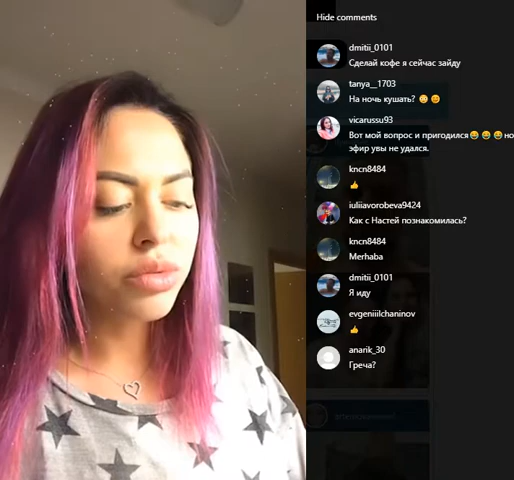 Hide comments
dmitii_0101
Сделай кофе я сейчас зайду
tanya__1703
На ночь кушать? 😳😊
vicarussu93
Вот мой вопрос и пригодился😂😂😂но
эфир увы не удался.
kncn8484
👍
iuliiavorobeva9424
Как с Настей познакомилась?
kncn8484
Merhaba
dmitii_0101
Я иду
evgeniiilchaninov
👍
anarik_30
Греча?